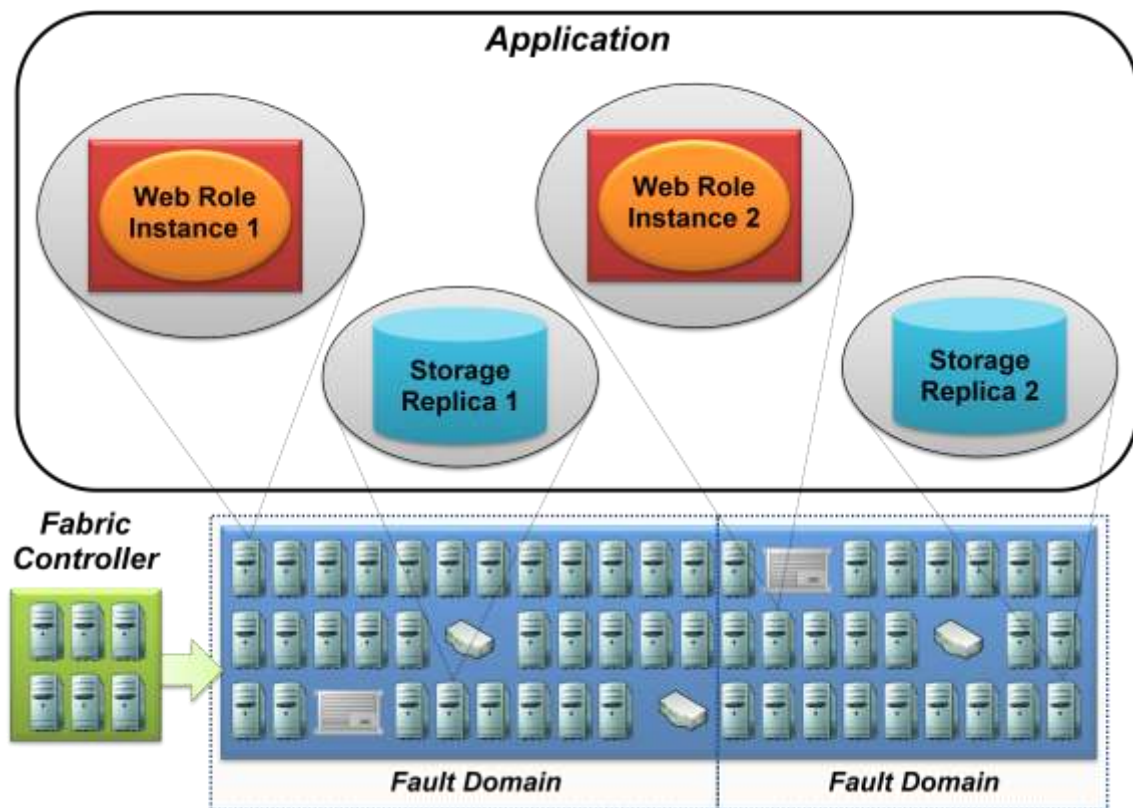 Application
Web Role
Instance 1
Web Role
Instance 2
Storage
Replica 1
Storage
Replica 2
Fabric
Controller
Fault Domain
Fault Domain